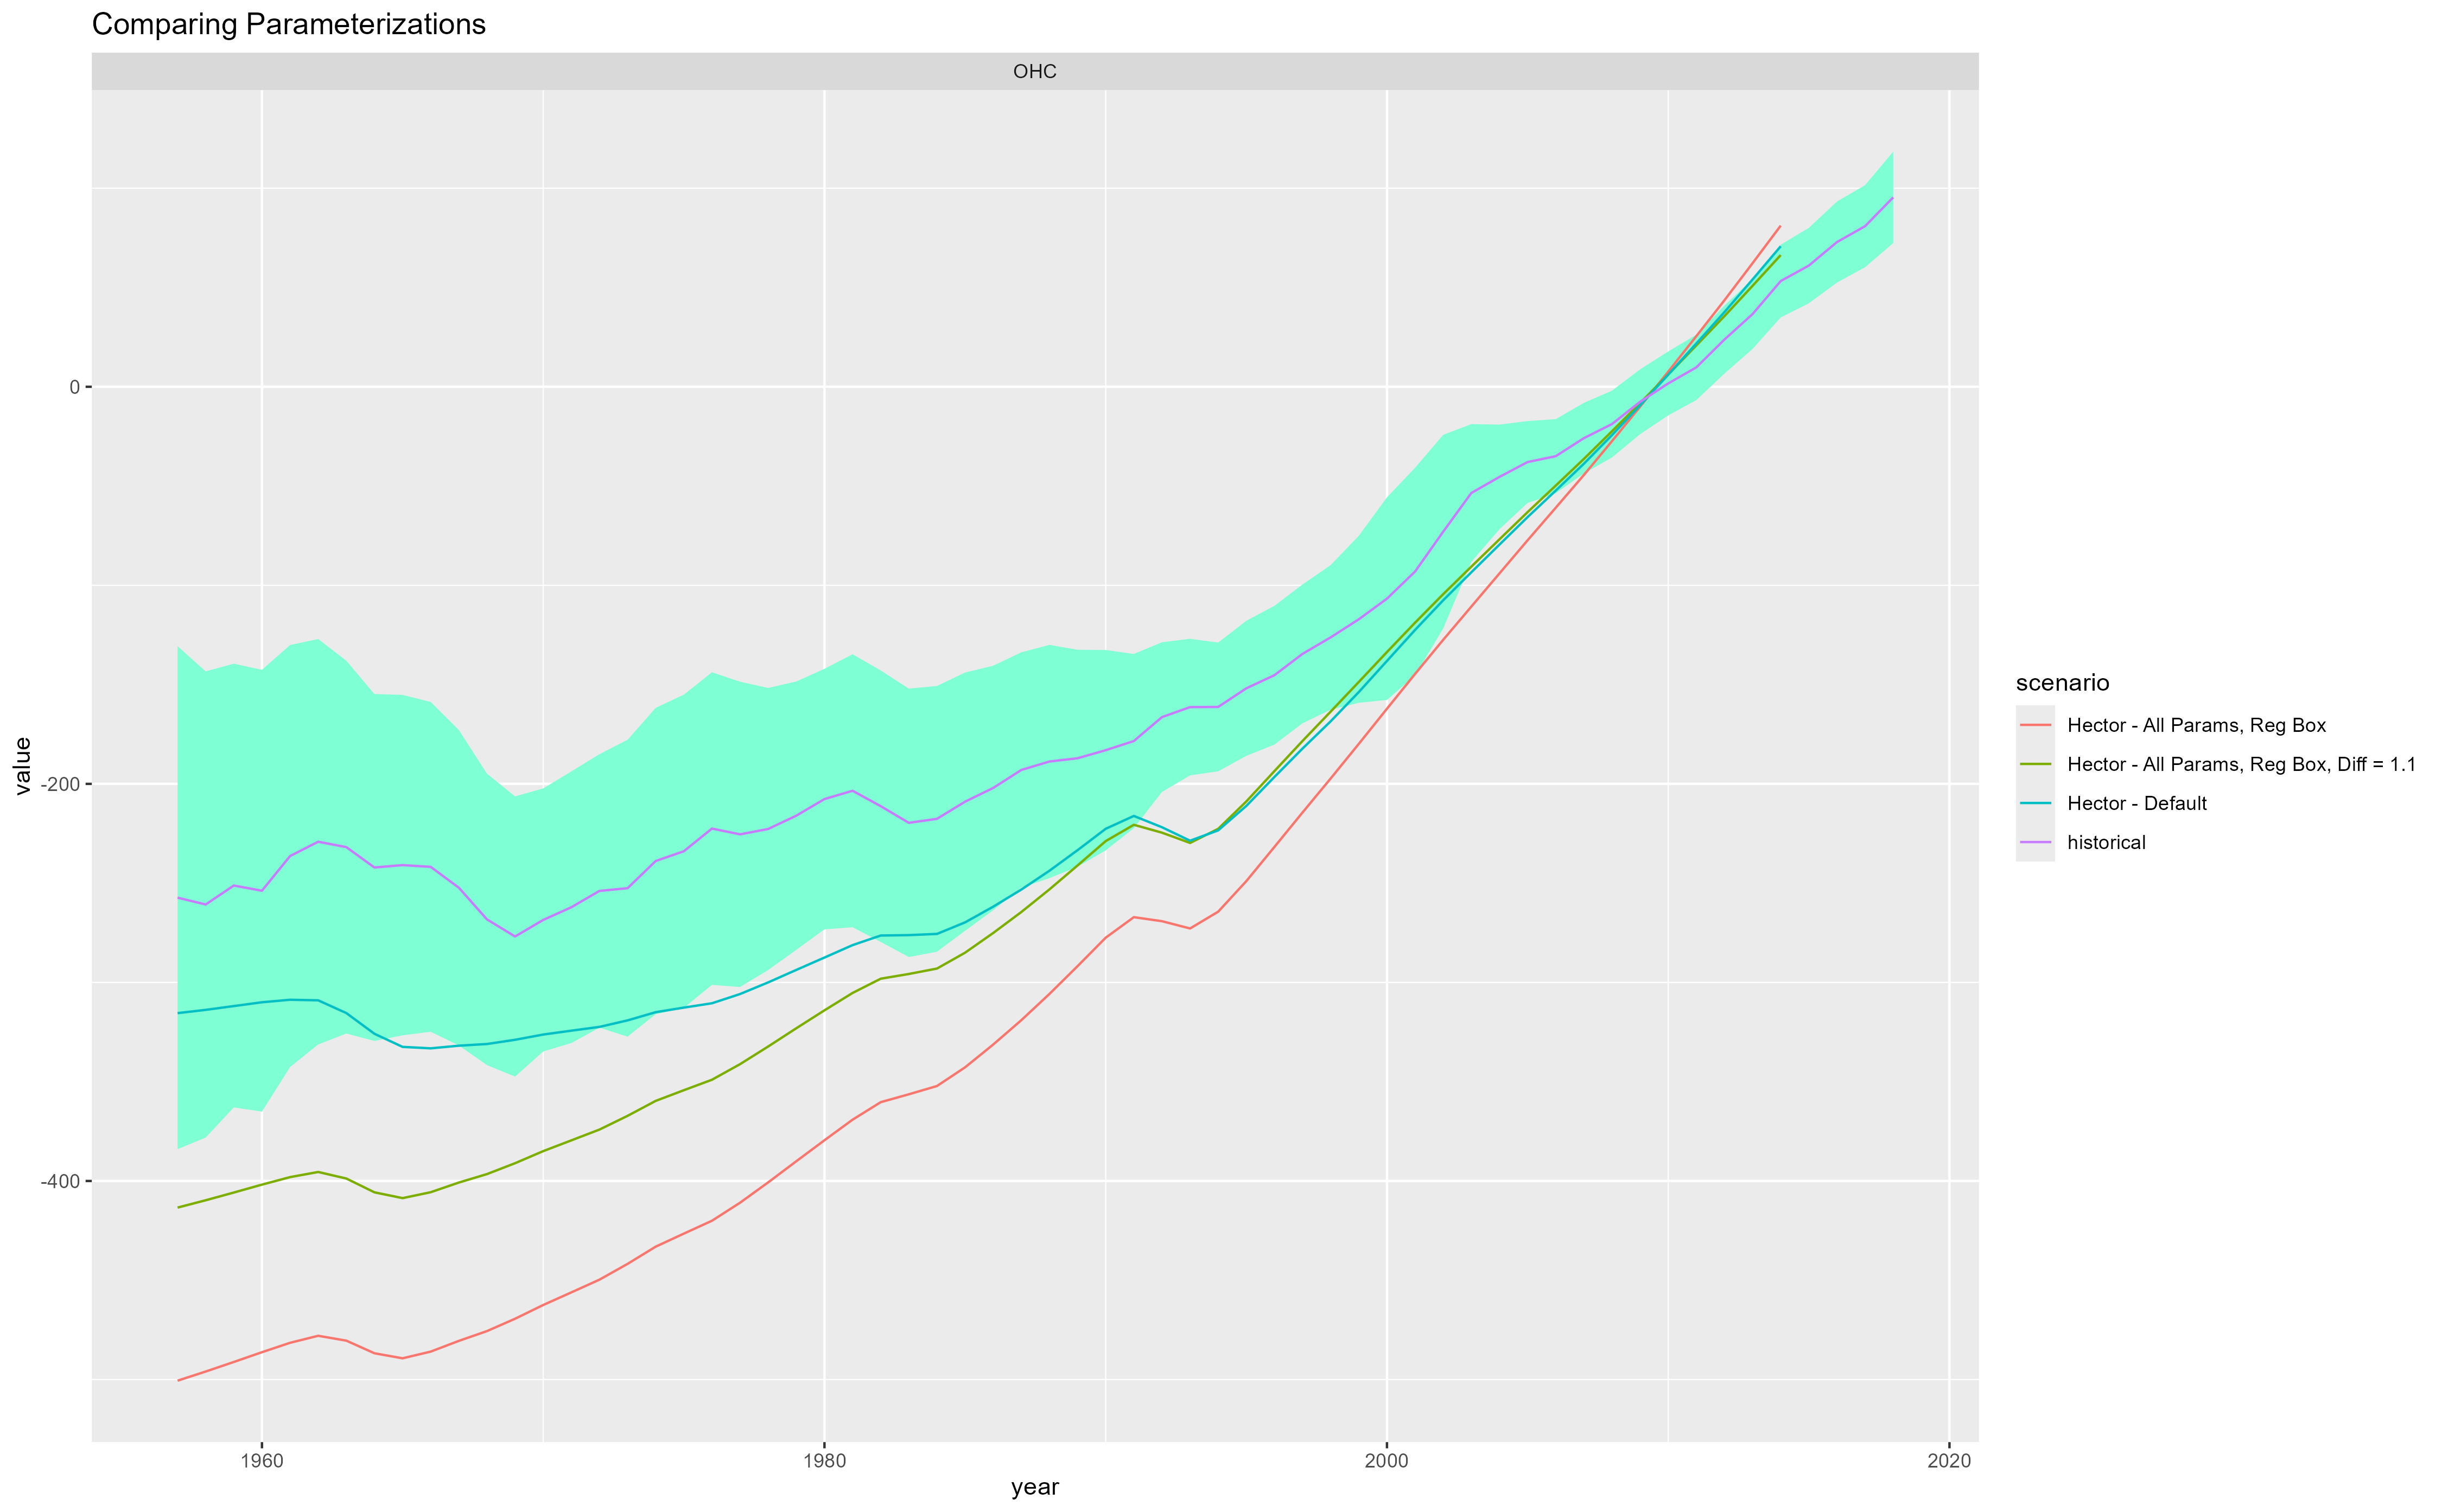 Comparing Parameterizations
OHC
0
-200
-400
value
1960
1980
2000
2020
year
scenario
Hector - All Params, Reg Box
Hector - All Params, Reg Box, Diff = 1.1
Hector - Default
historical